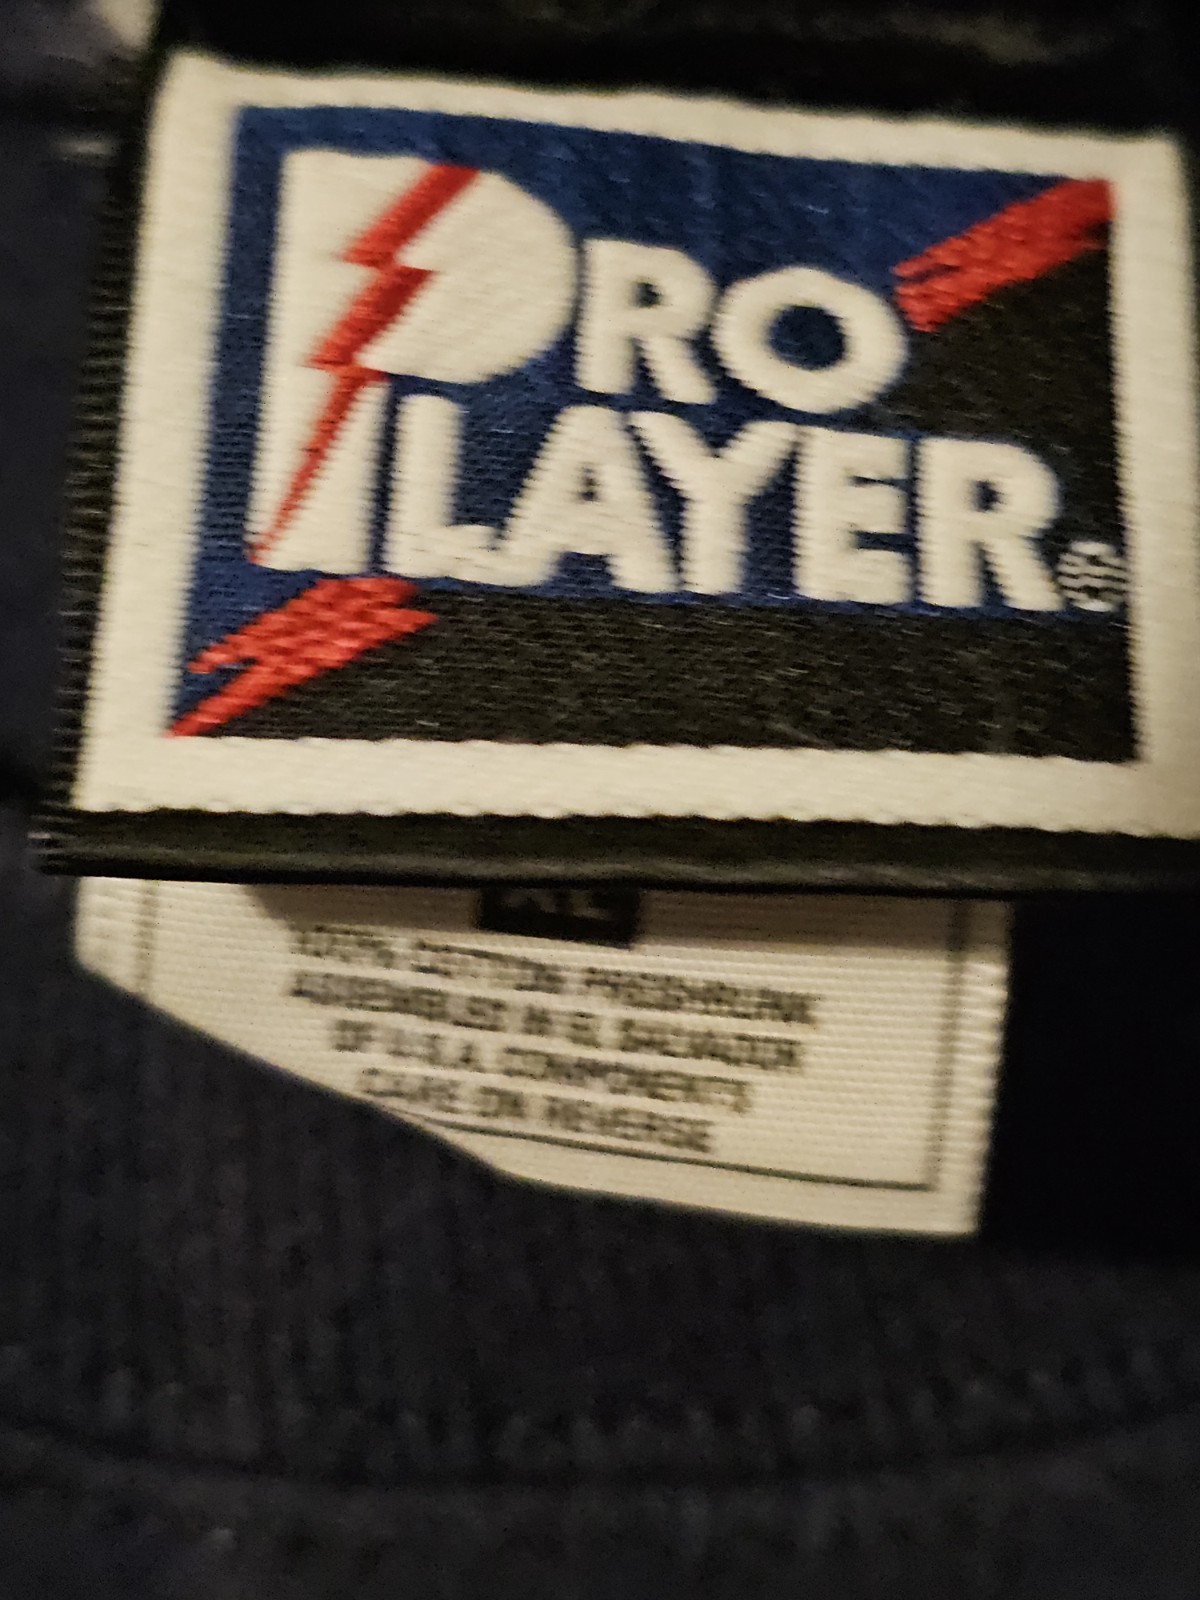 PRO
PLAYER®
XL
100% COTTON PRESHRUNK
ASSEMBLED IN EL SALVADOR
OF U.S.A. COMPONENTS
CARE ON REVERSE